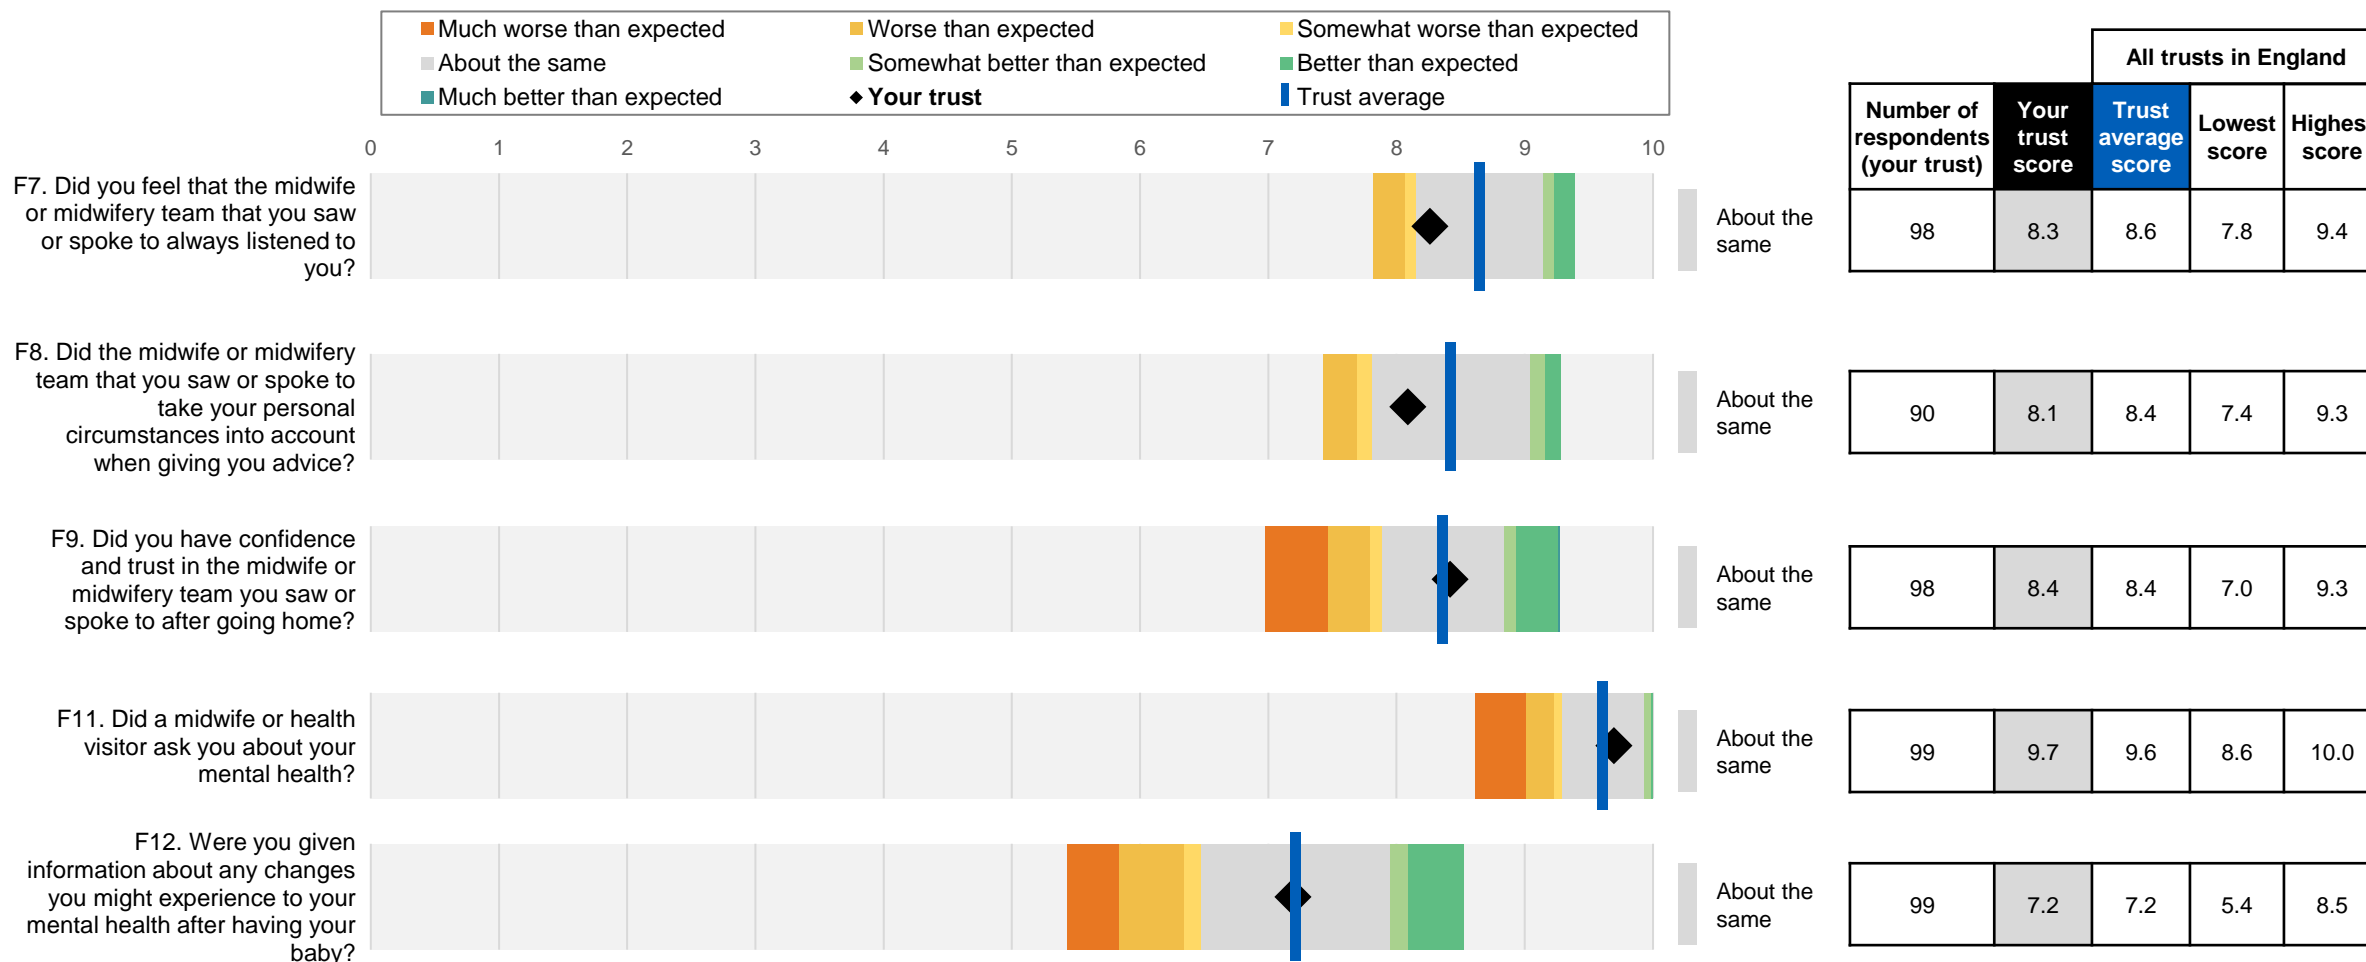 Much worse than expected
Worse than expected
Somewhat worse than expected
About the same
Somewhat better than expected
Better than expected
Much better than expected
Your trust
Trust average
All trusts in England
Number of respondents (your trust)
Your trust score
Trust average score
Lowest score
Highes score
0 1 2 3 4 5 6 7 8 9 10
F7. Did you feel that the midwife
or midwifery team that you saw
or spoke to always listened to
you?
About the
same
98 8.3 8.6 7.8 9.4
F8. Did the midwife or midwifery
team that you saw or spoke to
take your personal
circumstances into account
when giving you advice?
About the
same
90 8.1 8.4 7.4 9.3
F9. Did you have confidence
and trust in the midwife or
midwifery team you saw or
spoke to after going home?
About the
same
98 8.4 8.4 7.0 9.3
F11. Did a midwife or health
visitor ask you about your
mental health?
About the
same
99 9.7 9.6 8.6 10.0
F12. Were you given
information about any changes
you might experience to your
mental health after having your
baby?
About the
same
99 7.2 7.2 5.4 8.5